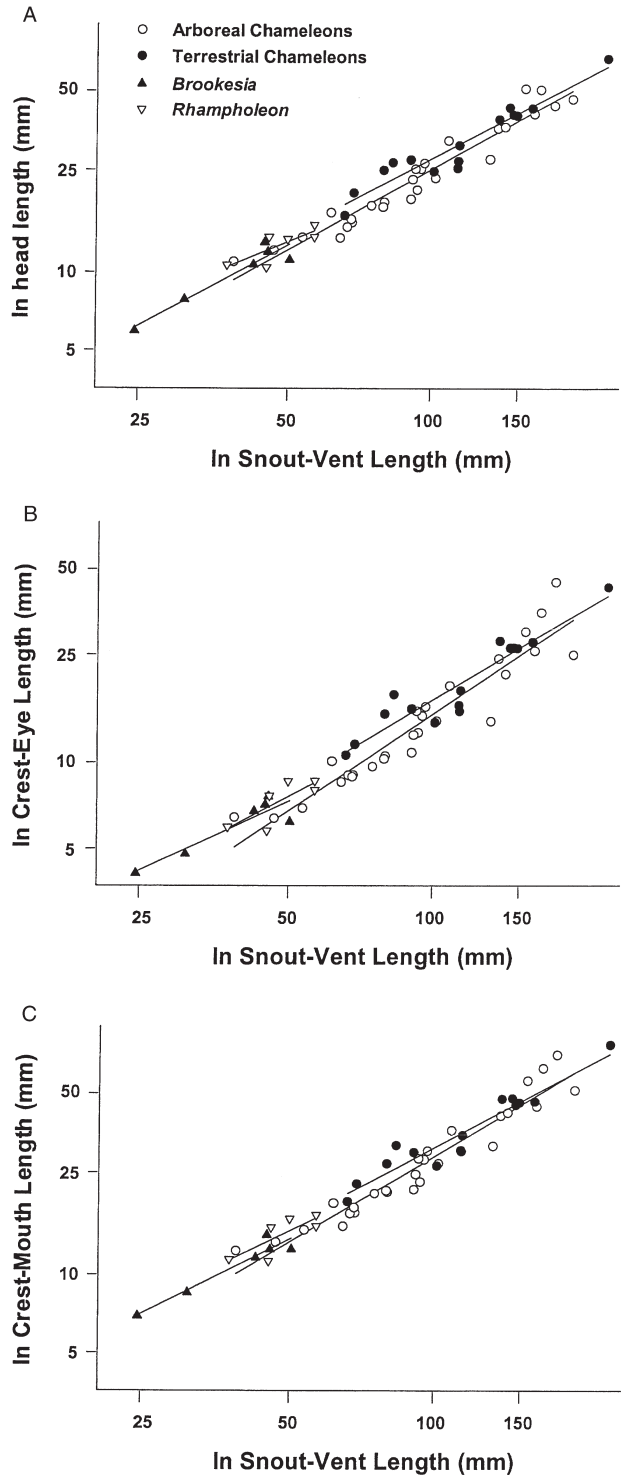 A
Arboreal Chameleons
Terrestrial Chameleons
Brookesia
Rhampholeon
ln head length (mm)
50
25
10
5
25 50 100 150
ln Snout-Vent Length (mm)
B
ln Crest-Eye Length (mm)
50
25
10
5
25 50 100 150
ln Snout-Vent Length (mm)
C
ln Crest-Mouth Length (mm)
50
25
10
5
25 50 100 150
ln Snout-Vent Length (mm)